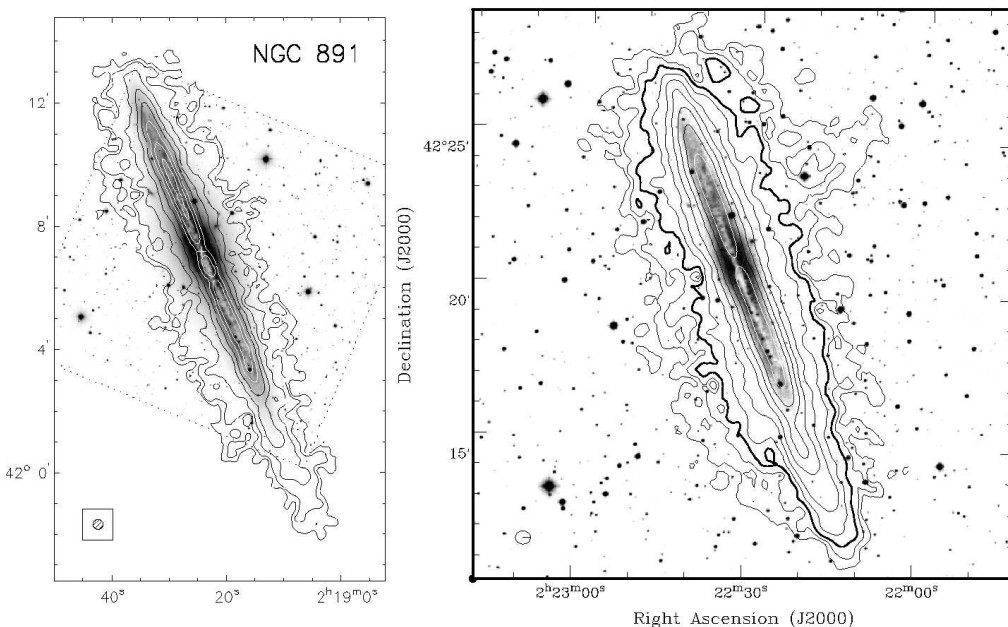 NGC 891
12'
8'
4'
42° 0'
40ˢ
20ˢ
2ʰ19ᵐ0ˢ
Declination (J2000)
42°25'
20'
15'
2ʰ23ᵐ00ˢ
22ᵐ30ˢ
22ᵐ00ˢ
Right Ascension (J2000)